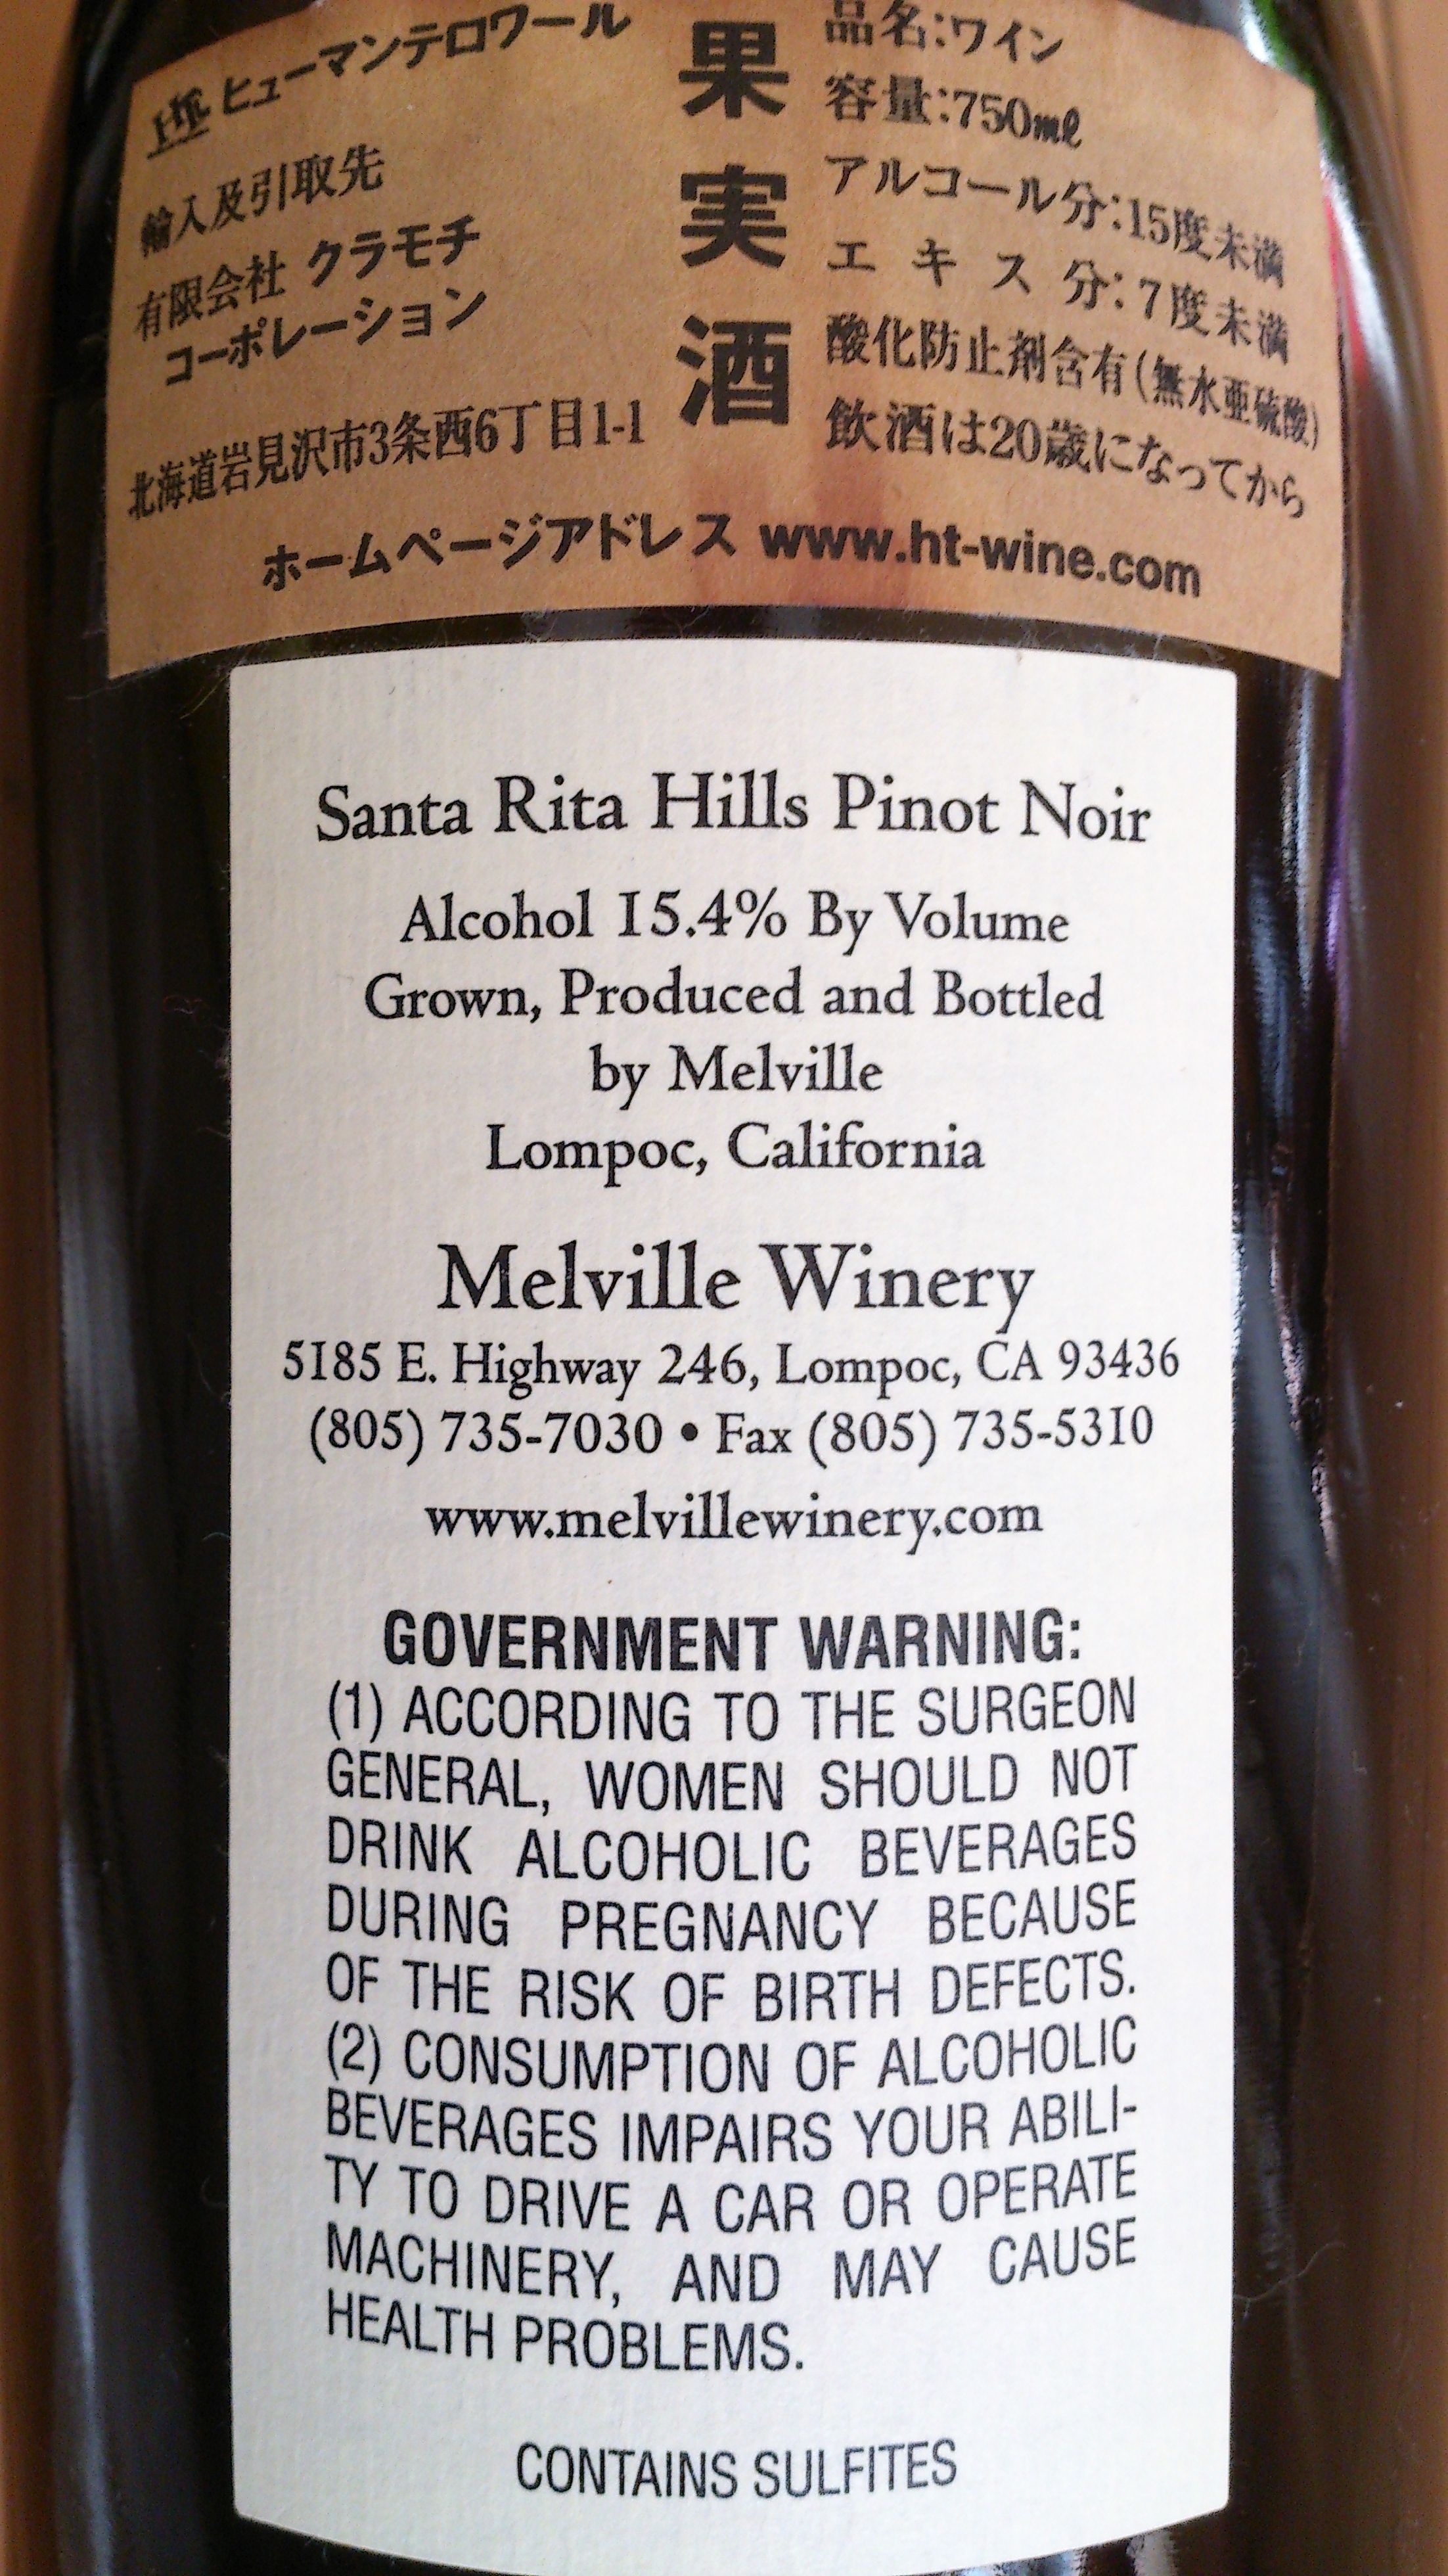 HT ヒューマンテロワール
輸入及引取先
有限会社 クラモチ
コーポレーション
北海道岩見沢市3条西6丁目1-1
果実酒
品名:ワイン
容量:750mℓ
アルコール分:15度未満
エキス分:7度未満
酸化防止剤含有(無水亜硫酸)
飲酒は20歳になってから
ホームページアドレス www.ht-wine.com
Santa Rita Hills Pinot Noir
Alcohol 15.4% By Volume
Grown, Produced and Bottled
by Melville
Lompoc, California
Melville Winery
5185 E. Highway 246, Lompoc, CA 93436
(805) 735-7030 • Fax (805) 735-5310
www.melvillewinery.com
GOVERNMENT WARNING:
(1) ACCORDING TO THE SURGEON
GENERAL, WOMEN SHOULD NOT
DRINK ALCOHOLIC BEVERAGES
DURING PREGNANCY BECAUSE
OF THE RISK OF BIRTH DEFECTS.
(2) CONSUMPTION OF ALCOHOLIC
BEVERAGES IMPAIRS YOUR ABILI-
TY TO DRIVE A CAR OR OPERATE
MACHINERY, AND MAY CAUSE
HEALTH PROBLEMS.
CONTAINS SULFITES